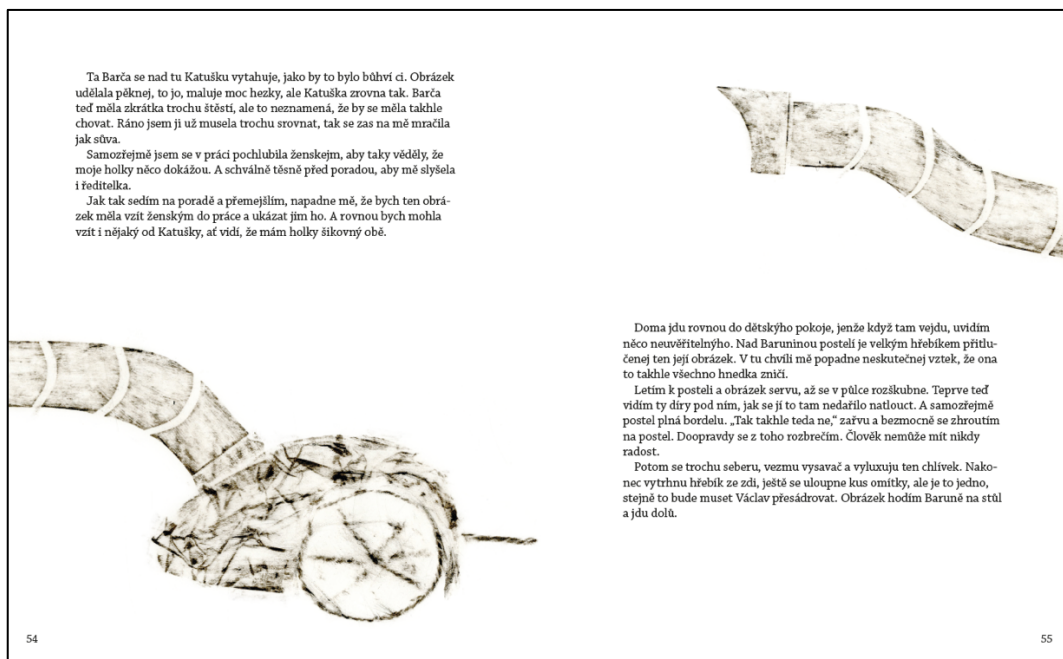 Ta Barča se nad tu Katušku vytahuje, jako by to bylo bůhví ci. Obrázek
udělala pěknej, to jo, maluje moc hezky, ale Katuška zrovna tak. Barča
teď měla zkrátka trochu štěstí, ale to neznamená, že by se měla takhle
chovat. Ráno jsem ji už musela trochu srovnat, tak se zas na mě mračila
jak sůva.
Samozřejmě jsem se v práci pochlubila ženskejm, aby taky věděly, že
moje holky něco dokážou. A schválně těsně před poradou, aby mě slyšela
i ředitelka.
Jak tak sedím na poradě a přemejšlím, napadne mě, že bych ten obrá-
zek měla vzít ženským do práce a ukázat jim ho. A rovnou bych mohla
vzít i nějaký od Katušky, ať vidí, že mám holky šikovný obě.
54
Doma jdu rovnou do dětskýho pokoje, jenže když tam vejdu, uvidím
něco neuvěřitelnýho. Nad Baruninou postelí je velkým hřebíkem přitlu-
čenej ten její obrázek. V tu chvíli mě popadne neskutečnej vztek, že ona
to takhle všechno hnedka zničí.
Letím k posteli a obrázek servu, až se v půlce rozškubne. Teprve teď
vidím ty díry pod ním, jak se jí to tam nedařilo natlouct. A samozřejmě
postel plná bordelu. „Tak takhle teda ne,“ zařvu a bezmocně se zhroutím
na postel. Doopravdy se z toho rozbrečím. Člověk nemůže mít nikdy
radost.
Potom se trochu seberu, vezmu vysavač a vyluxuju ten chlívek. Nako-
nec vytrhnu hřebík ze zdi, ještě se uloupne kus omítky, ale je to jedno,
stejně to bude muset Václav přesádrovat. Obrázek hodím Baruně na stůl
a jdu dolů.
55